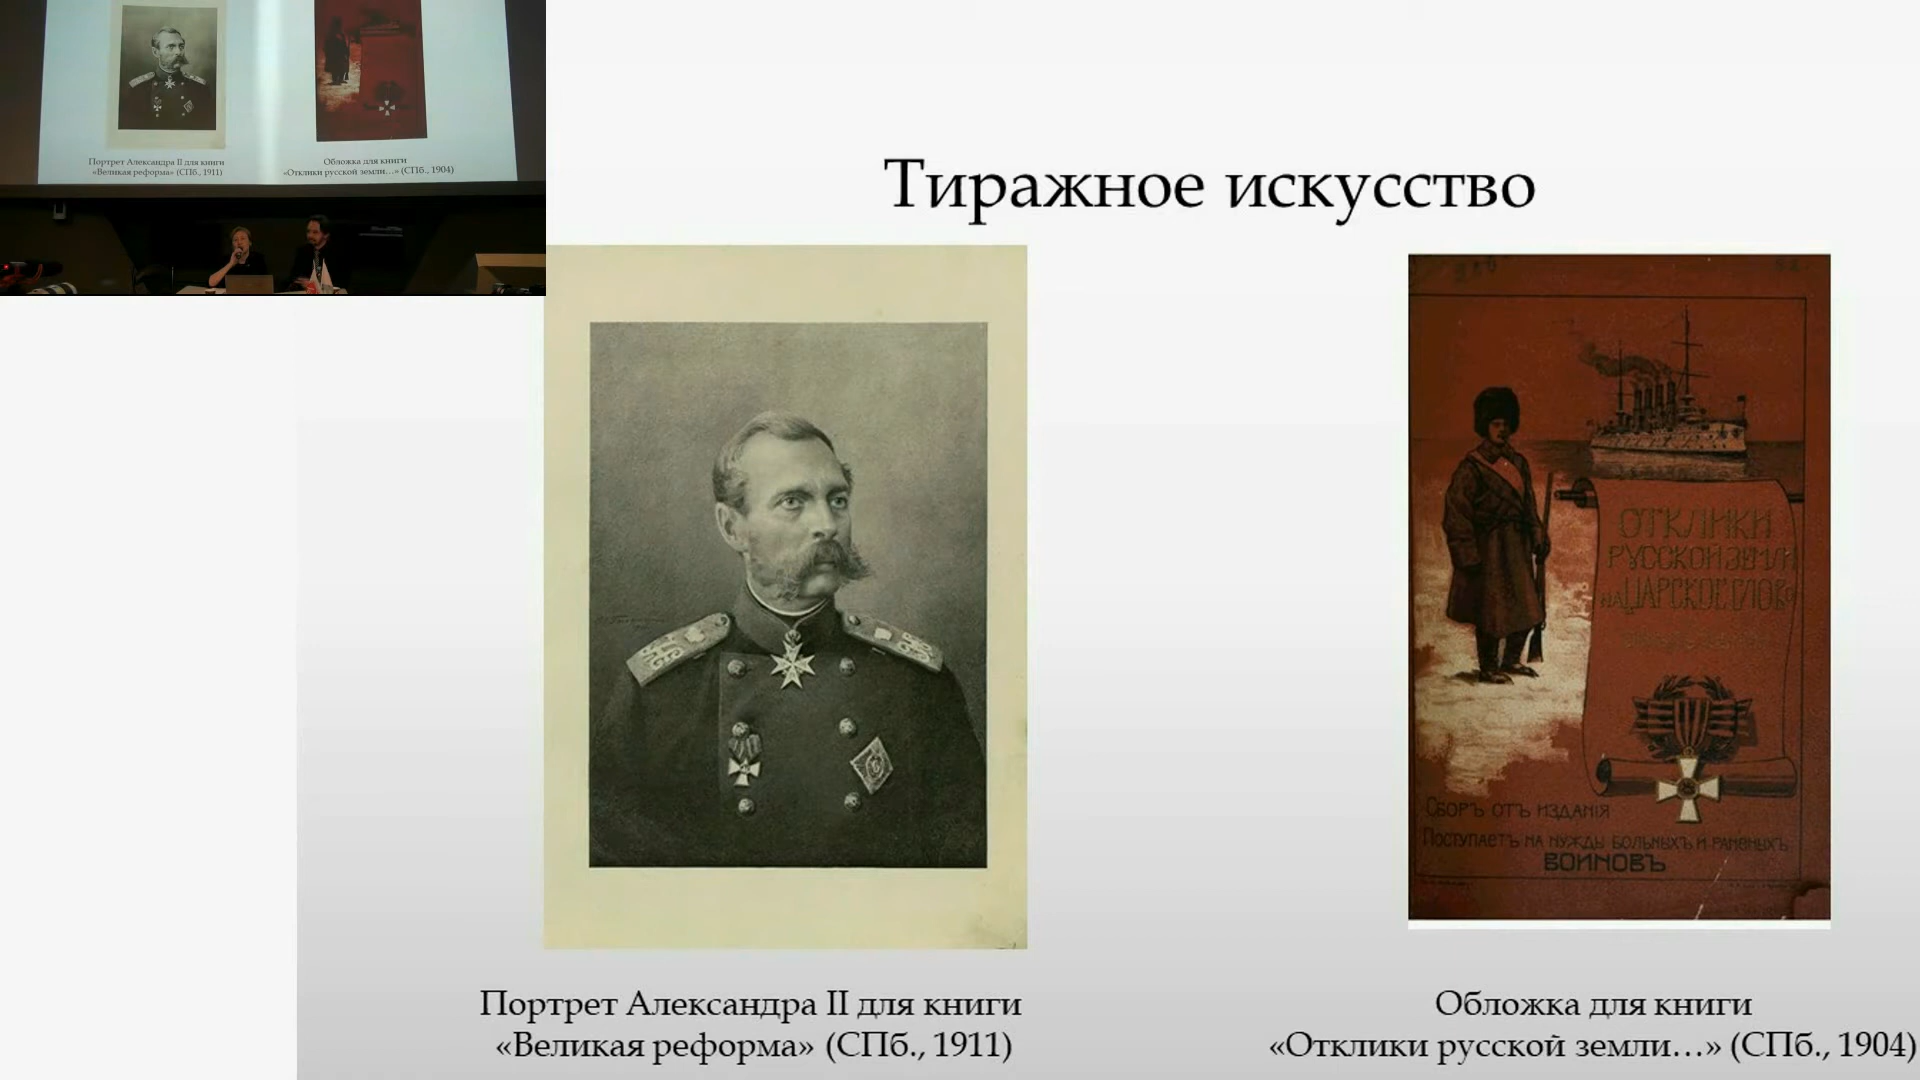 Портрет Александра II для книги
«Великая реформа» (СПб., 1911)
Обложка для книги
«Отклики русской земли...» (СПб., 1904)
Тиражное искусство
ОТКЛИКИ
РУССКОЙ ЗЕМЛИ
НА ЦАРСКОЕ СЛОВО
СБОРЪ ОТЪ ИЗДАНІЯ
ПОСТУПАЕТЪ НА НУЖДЫ БОЛЬНЫХЪ И РАНЕНЫХЪ
ВОИНОВЪ
Портрет Александра II для книги
«Великая реформа» (СПб., 1911)
Обложка для книги
«Отклики русской земли...» (СПб., 1904)